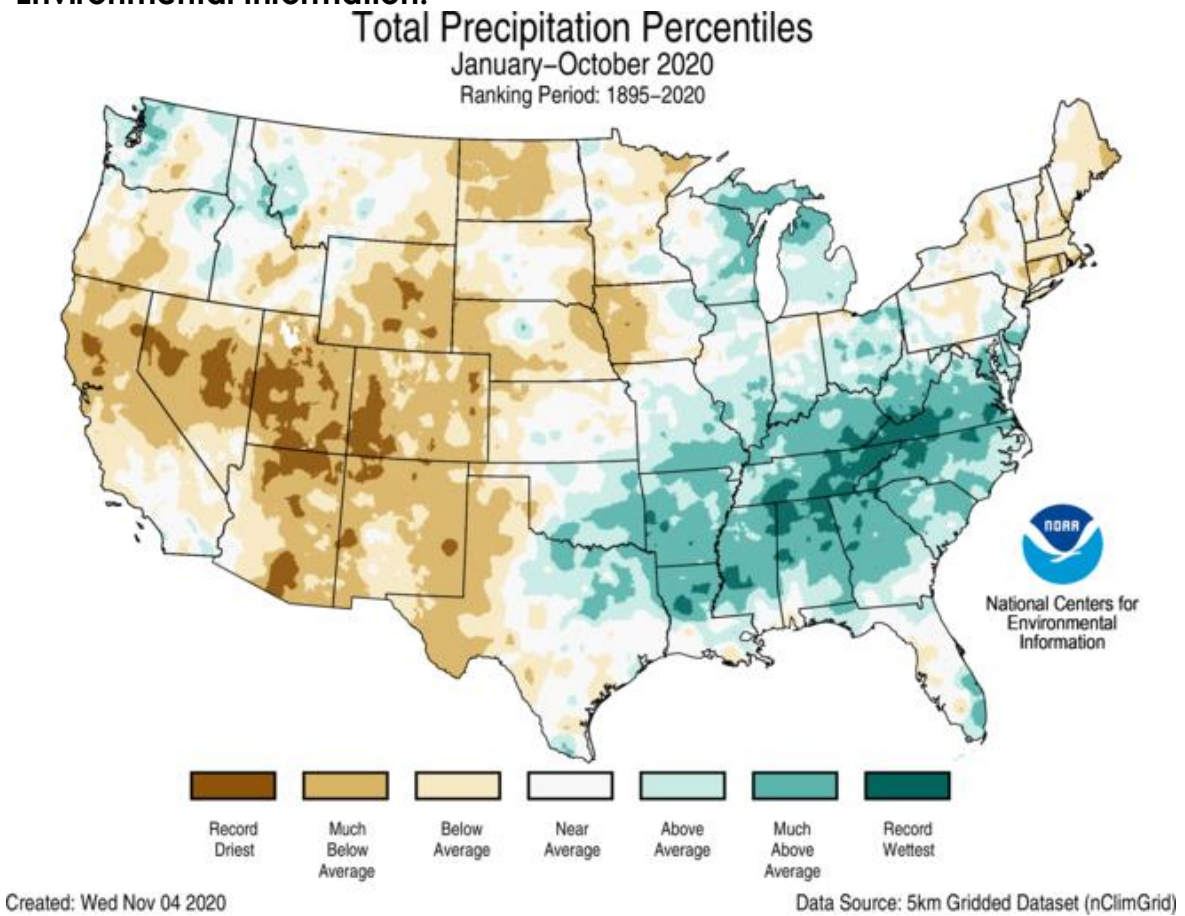 Environmental Information.
Total Precipitation Percentiles
January–October 2020
Ranking Period: 1895–2020
NOAA
National Centers for
Environmental
Information
Record
Driest
Much
Below
Average
Below
Average
Near
Average
Above
Average
Much
Above
Average
Record
Wettest
Created: Wed Nov 04 2020
Data Source: 5km Gridded Dataset (nClimGrid)